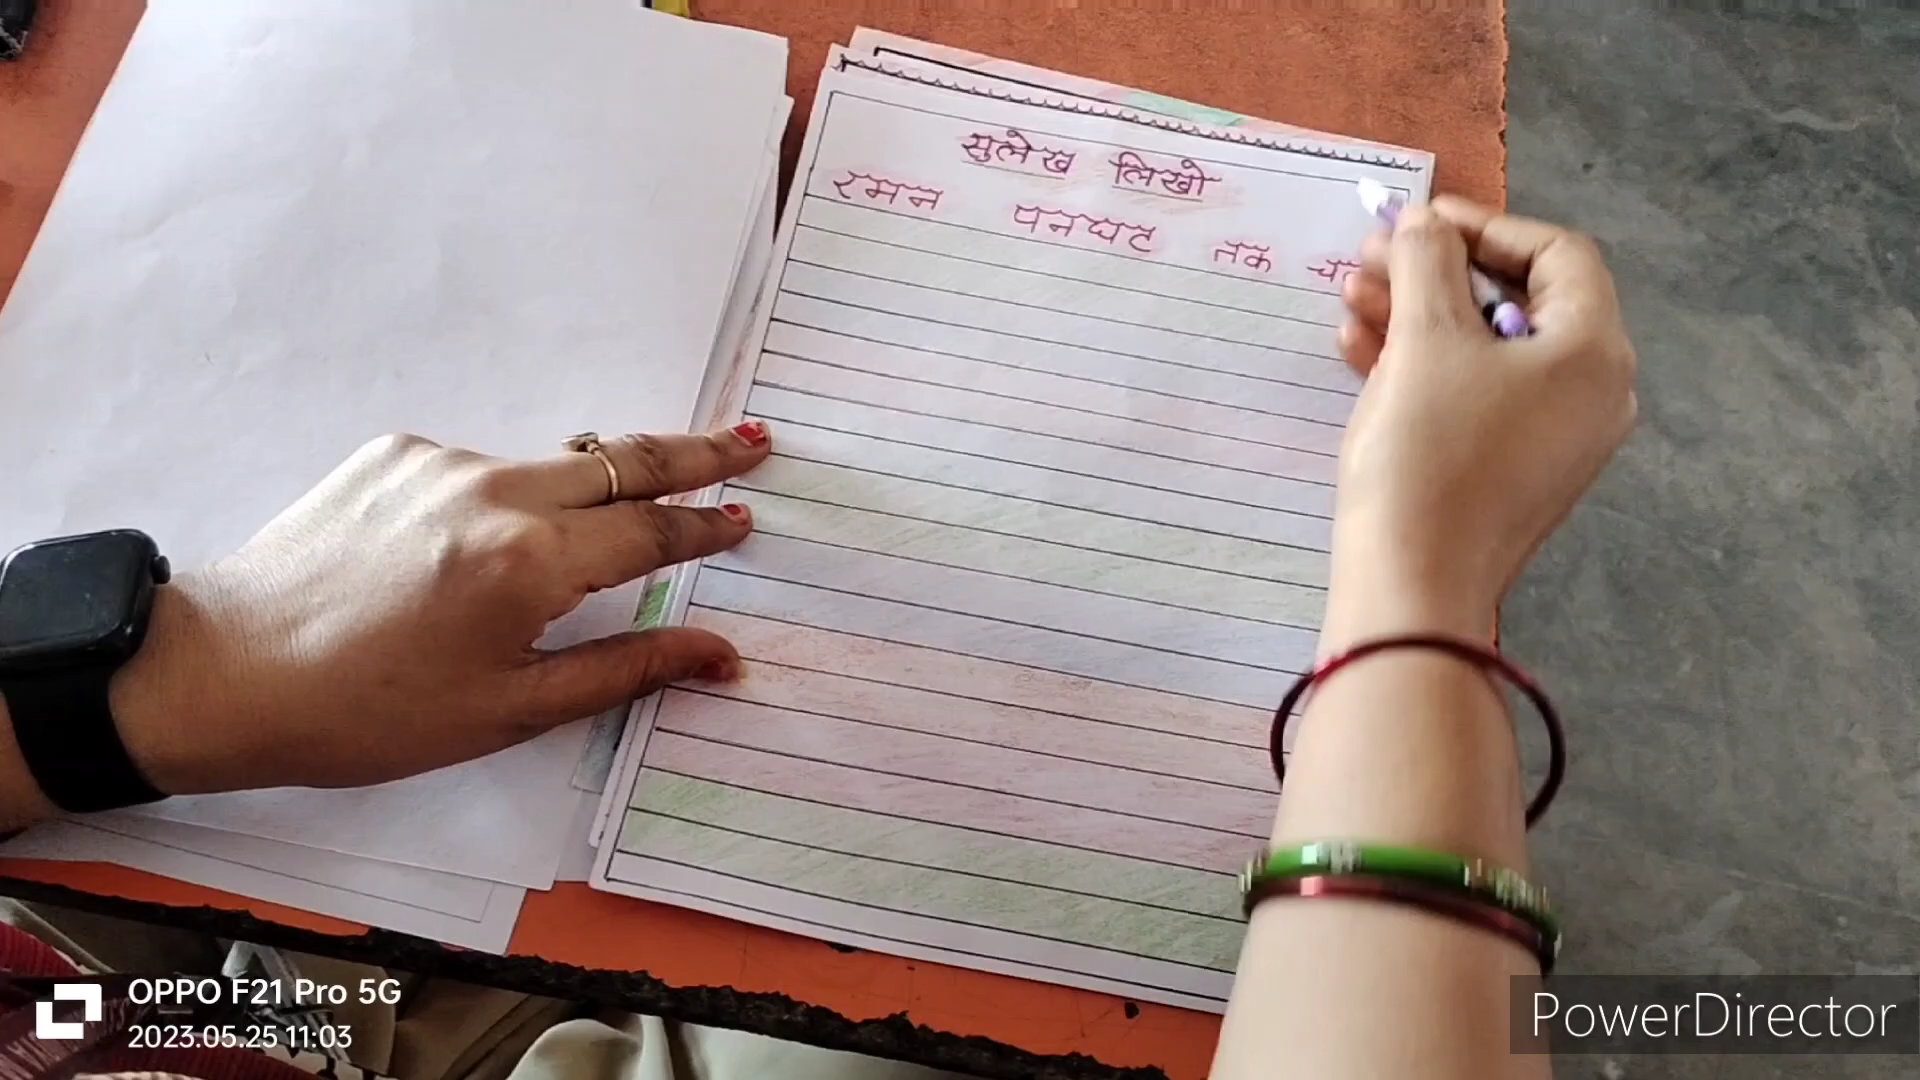 सुलेख लिखो
रमन पनघट तक
OPPO F21 Pro 5G
2023.05.25 11:03
PowerDirector